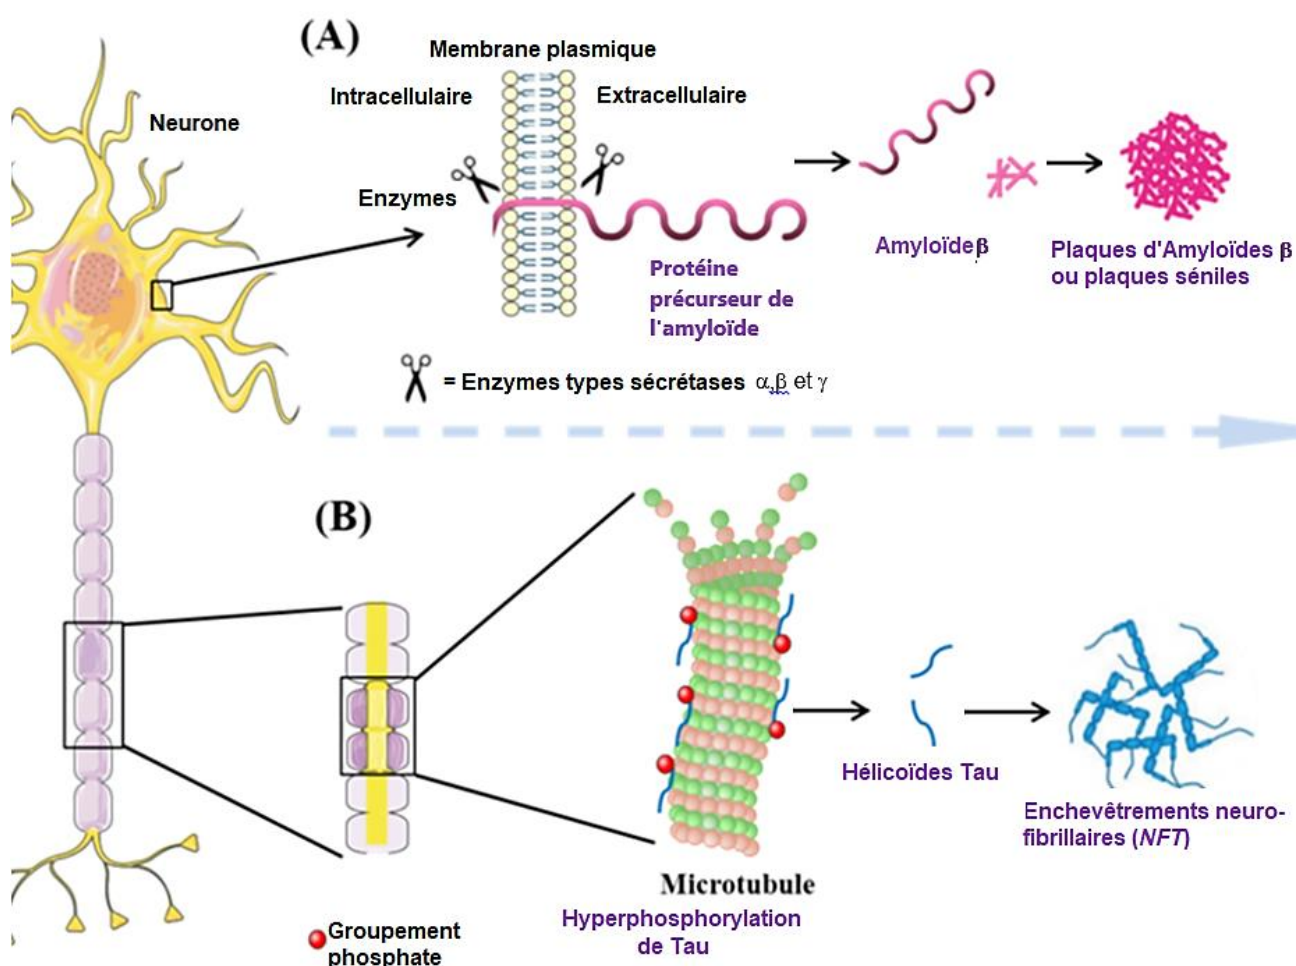 (A)
Membrane plasmique
Intracellulaire
Extracellulaire
Neurone
Enzymes
Protéine
précurseur de
l'amyloïde
Amyloïde β
Plaques d'Amyloïdes β
ou plaques séniles
= Enzymes types sécrétases α,β et γ
(B)
Hélicoïdes Tau
Enchevêtrements neuro-
fibrillaires (NFT)
Microtubule
Hyperphosphorylation
de Tau
Groupement
phosphate